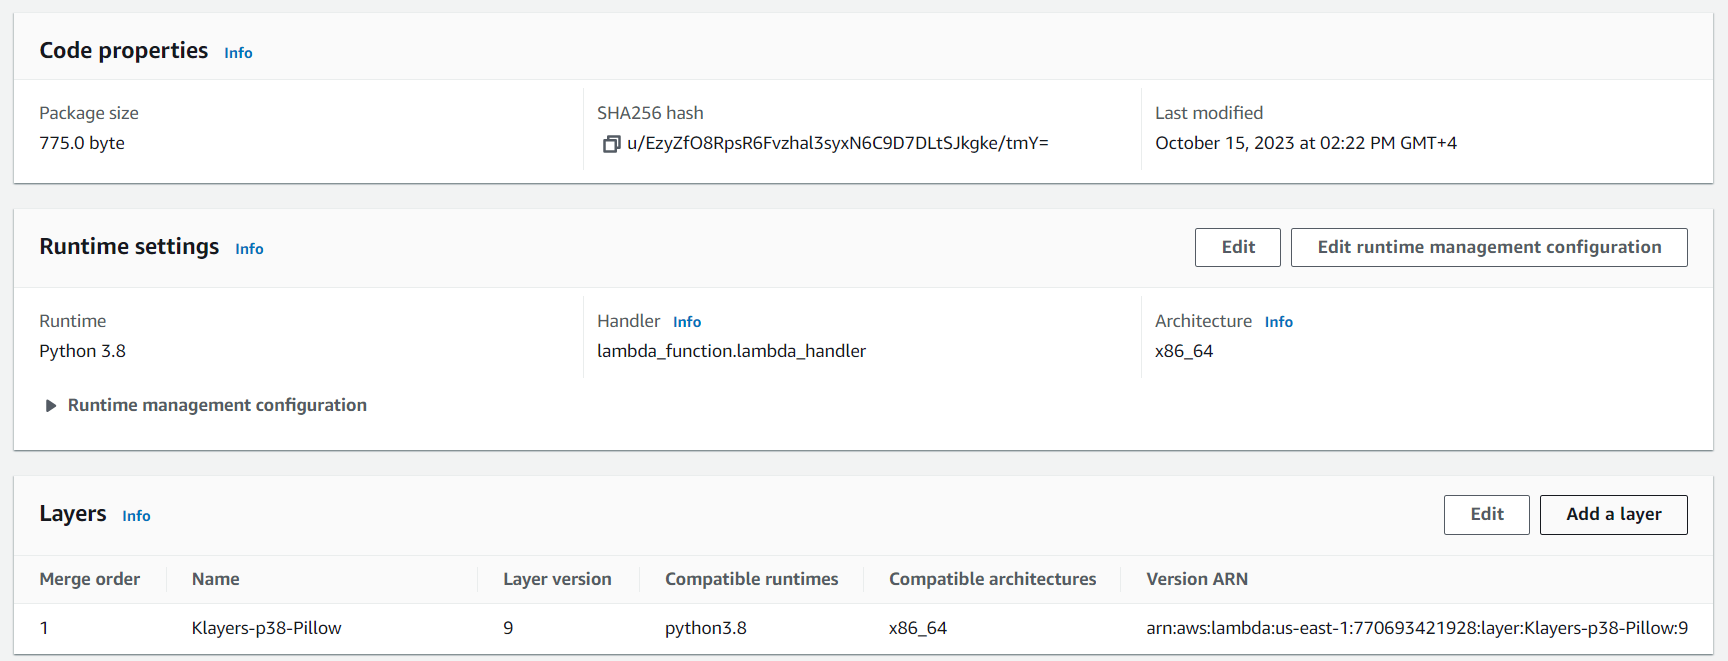 Code properties Info
Package size SHA256 hash Last modified
775.0 byte u/EzyZfO8RpsR6Fvzhal3syxN6C9D7DLtSJkgke/tmY= October 15, 2023 at 02:22 PM GMT+4
Runtime settings Info Edit Edit runtime management configuration
Runtime Handler Info Architecture Info
Python 3.8 lambda_function.lambda_handler x86_64
Runtime management configuration
Layers Info Edit Add a layer
Merge order Name Layer version Compatible runtimes Compatible architectures Version ARN
1 Klayers-p38-Pillow 9 python3.8 x86_64 arn:aws:lambda:us-east-1:770693421928:layer:Klayers-p38-Pillow:9